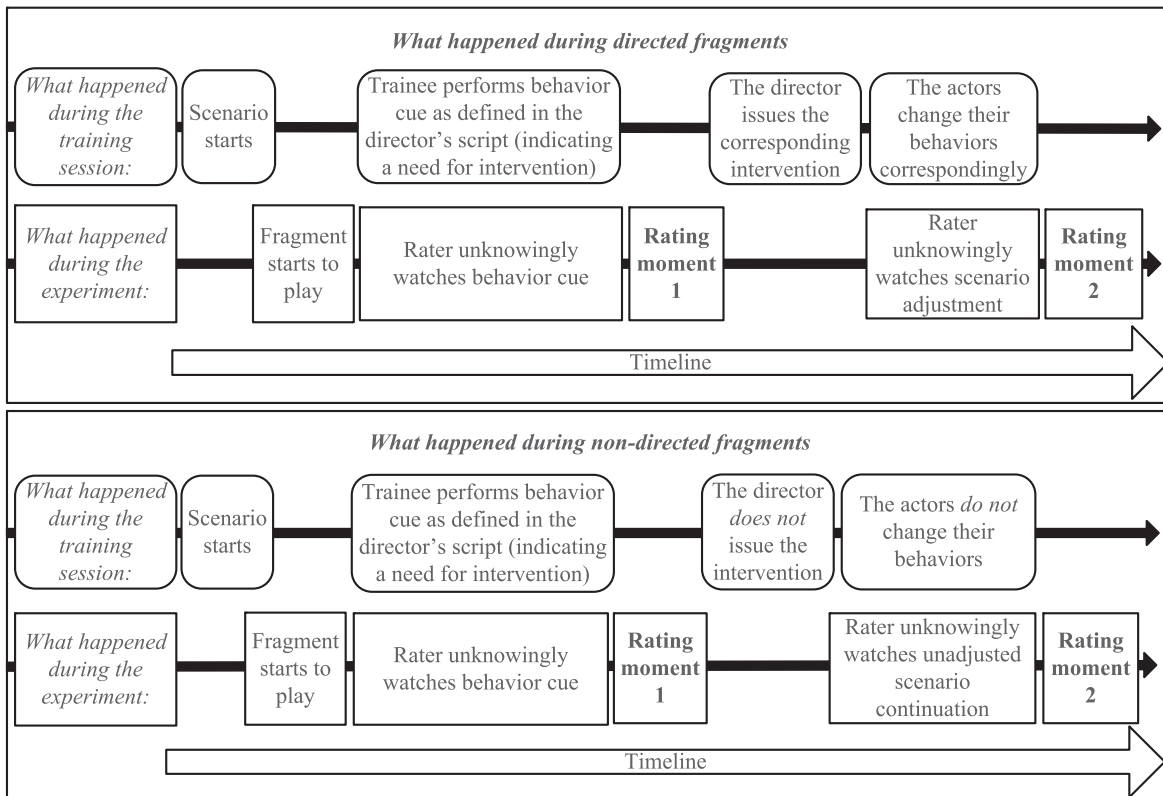 What happened during directed fragments
What happened
during the
training
session:
Scenario
starts
Trainee performs behavior
cue as defined in the
director's script (indicating
a need for intervention)
The director
issues the
corresponding
intervention
The actors
change their
behaviors
correspondingly
What happened
during the
experiment:
Fragment
starts to
play
Rater unknowingly
watches behavior cue
Rating
moment
1
Rater
unknowingly
watches scenario
adjustment
Rating
moment
2
Timeline
What happened during non-directed fragments
What happened
during the
training
session:
Scenario
starts
Trainee performs behavior
cue as defined in the
director's script (indicating
a need for intervention)
The director
does not
issue the
intervention
The actors do not
change their
behaviors
What happened
during the
experiment:
Fragment
starts to
play
Rater unknowingly
watches behavior cue
Rating
moment
1
Rater unknowingly
watches unadjusted
scenario
continuation
Rating
moment
2
Timeline